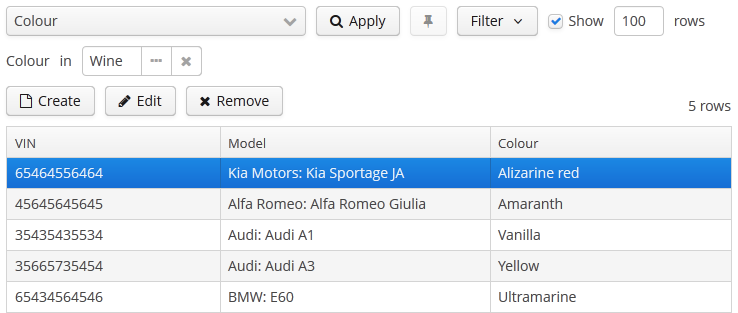 Colour Apply Filter Show 100 rows
Colour in Wine
Create Edit Remove 5 rows
VIN Model Colour
65464556464 Kia Motors: Kia Sportage JA Alizarine red
45645645645 Alfa Romeo: Alfa Romeo Giulia Amaranth
35435435534 Audi: Audi A1 Vanilla
35665735454 Audi: Audi A3 Yellow
65434564546 BMW: E60 Ultramarine